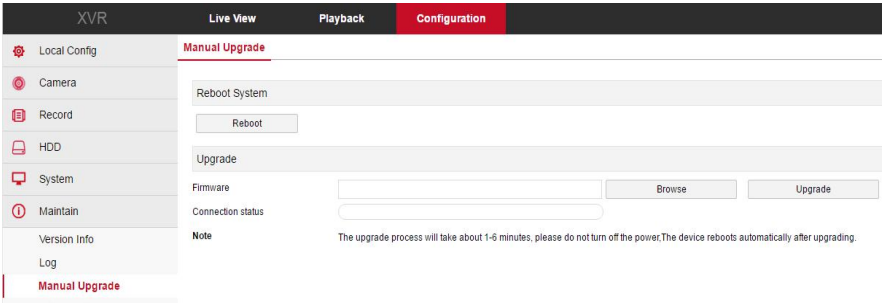 XVR Live View Playback Configuration
Local Config
Camera
Record
HDD
System
Maintain
Version Info
Log
Manual Upgrade
Manual Upgrade
Reboot System
Reboot
Upgrade
Firmware Browse Upgrade
Connection status
Note The upgrade process will take about 1-6 minutes, please do not turn off the power,The device reboots automatically after upgrading.